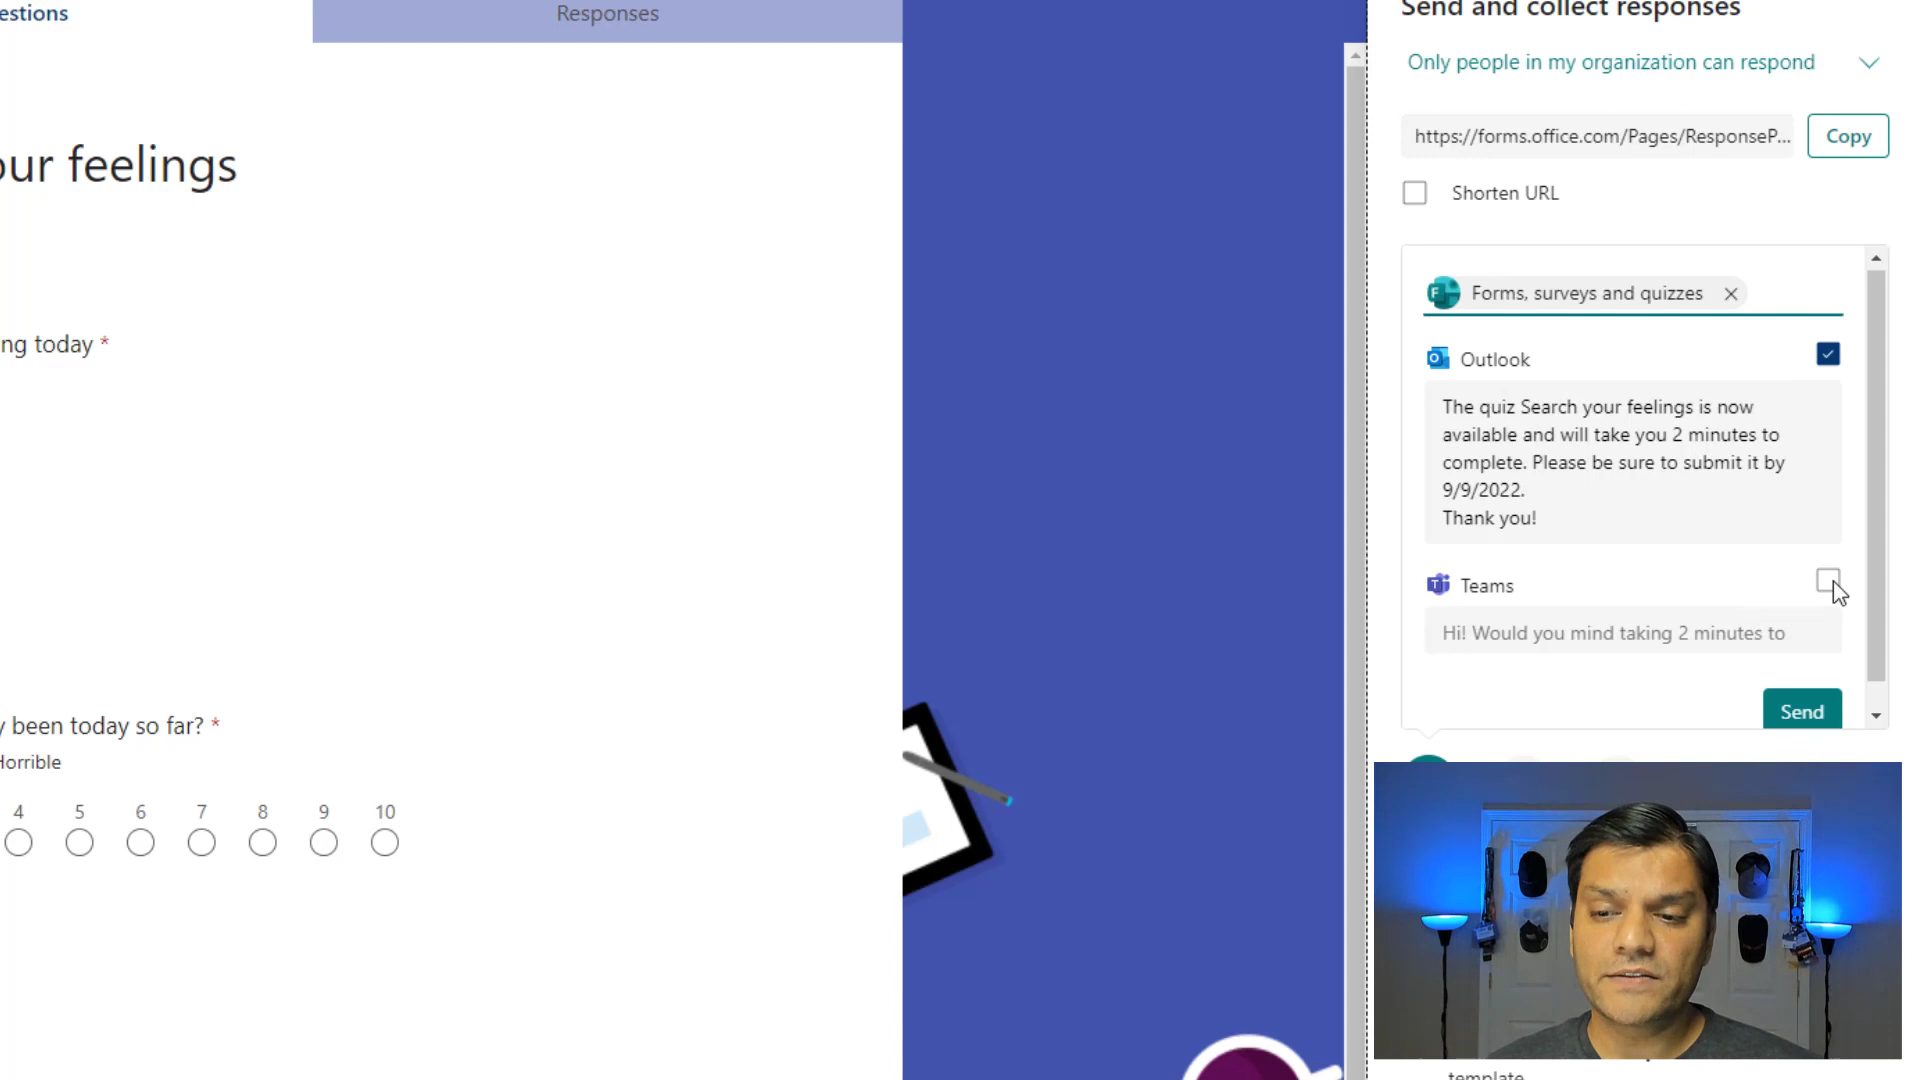 estions
Responses
our feelings
ng today *
y been today so far? *
Horrible
4 5 6 7 8 9 10
Send and collect responses
Only people in my organization can respond
https://forms.office.com/Pages/ResponseP...
Copy
Shorten URL
Forms, surveys and quizzes
Outlook
The quiz Search your feelings is now
available and will take you 2 minutes to
complete. Please be sure to submit it by
9/9/2022.
Thank you!
Teams
Hi! Would you mind taking 2 minutes to
Send
template